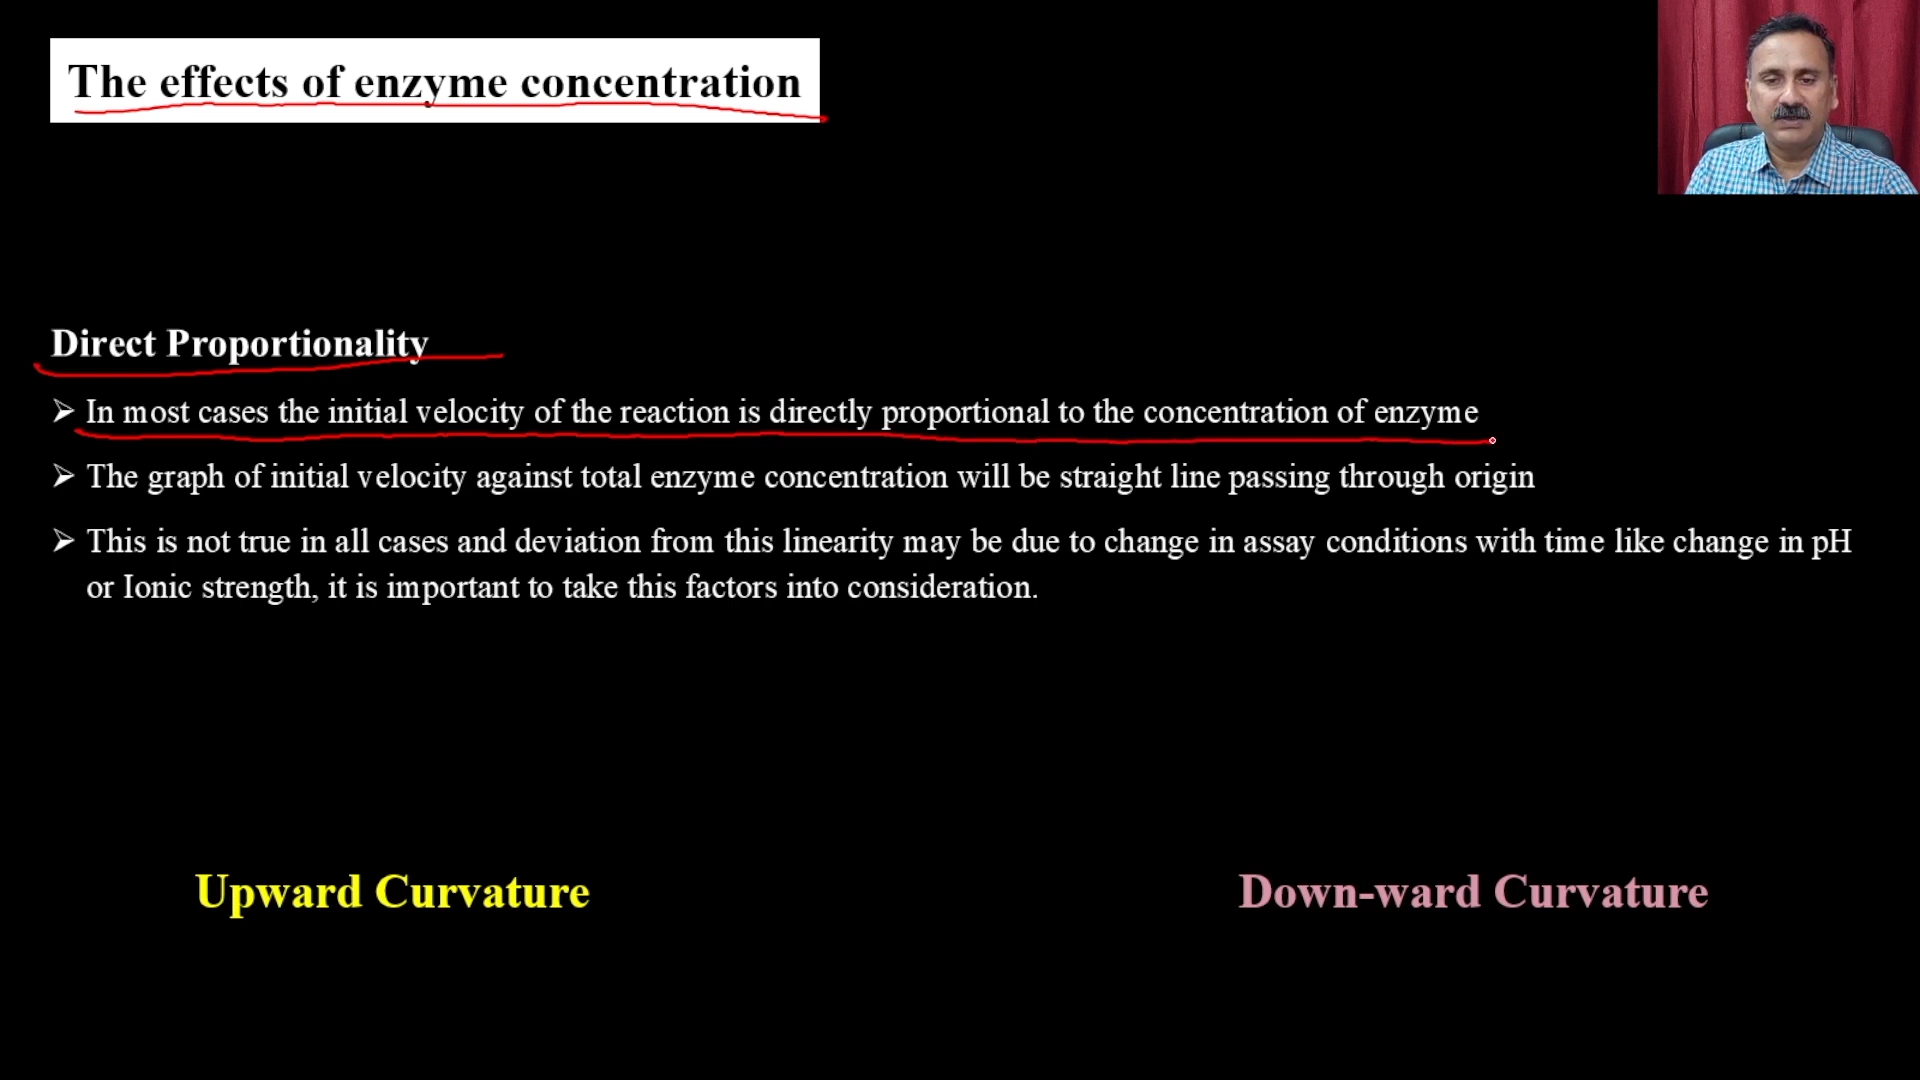 The effects of enzyme concentration
Direct Proportionality
➢ In most cases the initial velocity of the reaction is directly proportional to the concentration of enzyme
➢ The graph of initial velocity against total enzyme concentration will be straight line passing through origin
➢ This is not true in all cases and deviation from this linearity may be due to change in assay conditions with time like change in pH
or Ionic strength, it is important to take this factors into consideration.
Upward Curvature
Down-ward Curvature